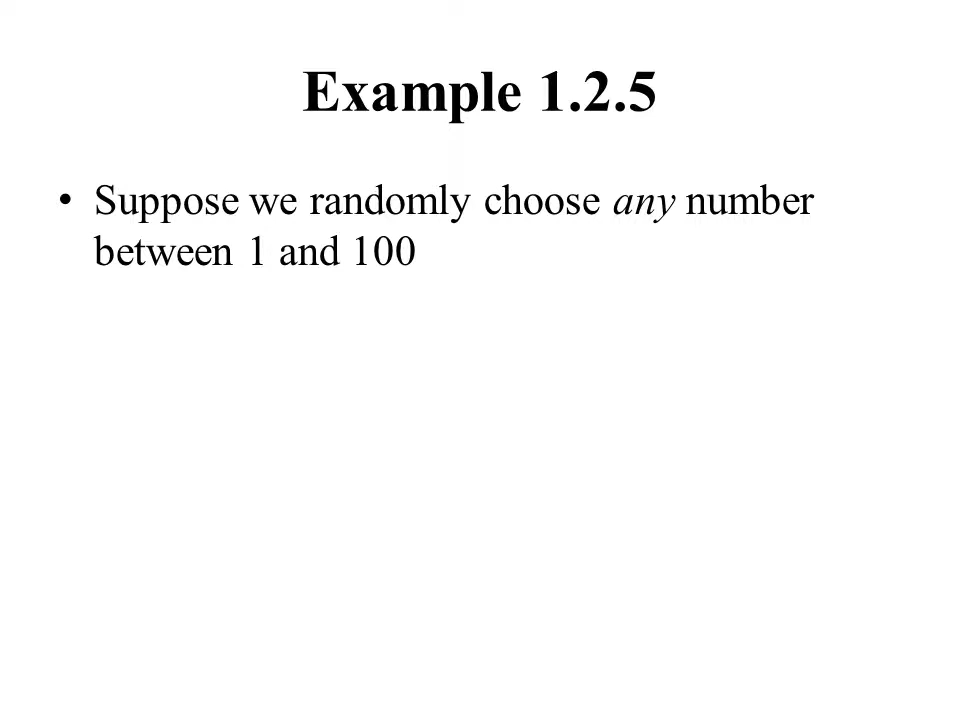 Example 1.2.5
• Suppose we randomly choose any number
between 1 and 100